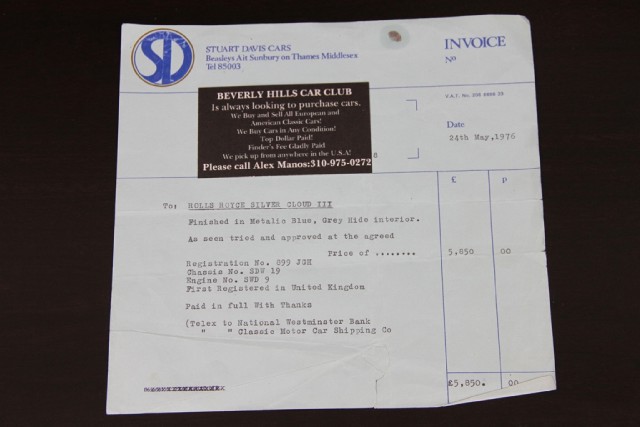 SD
STUART DAVIS CARS
Beasleys Ait Sunbury on Thames Middlesex
Tel 85003
INVOICE
No
BEVERLY HILLS CAR CLUB
Is always looking to purchase cars.
We Buy and Sell All European and
American Classic Cars!
We Buy Cars in Any Condition!
Top Dollar Paid!
Finder's Fee Gladly Paid
We pick up from anywhere in the U.S.A!
Please call Alex Manos:310-975-0272
V.A.T. No.
Date
24th May,1976
8
£ p
To: ROLLS ROYCE SILVER CLOUD III
Finished in Metalic Blue, Grey Hide interior.
As seen tried and approved at the agreed
Price of ........ 5,850 00
Registration No. 899 JGH
Chassis No. SDW 19
Engine No. SWD 9
First Registered in United Kingdom
Paid in full With Thanks
(Telex to National Westminster Bank
" " Classic Motor Car Shipping Co
£5,850. 00